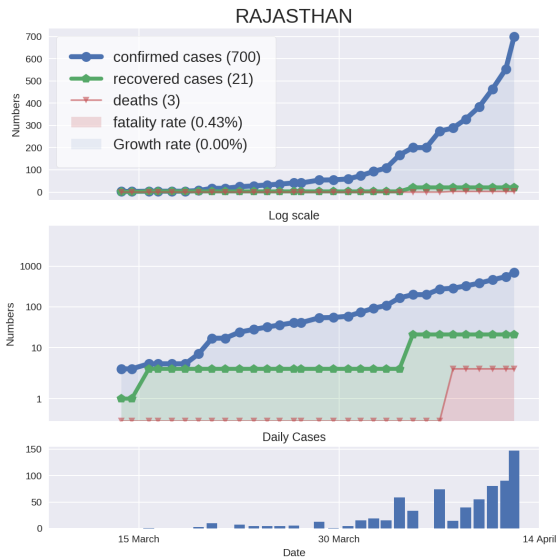 RAJASTHAN
700
600
500
400
300
200
100
0
Numbers
confirmed cases (700)
recovered cases (21)
deaths (3)
fatality rate (0.43%)
Growth rate (0.00%)
Log scale
1000
100
10
1
Numbers
Daily Cases
150
100
50
0
15 March
30 March
14 April
Date